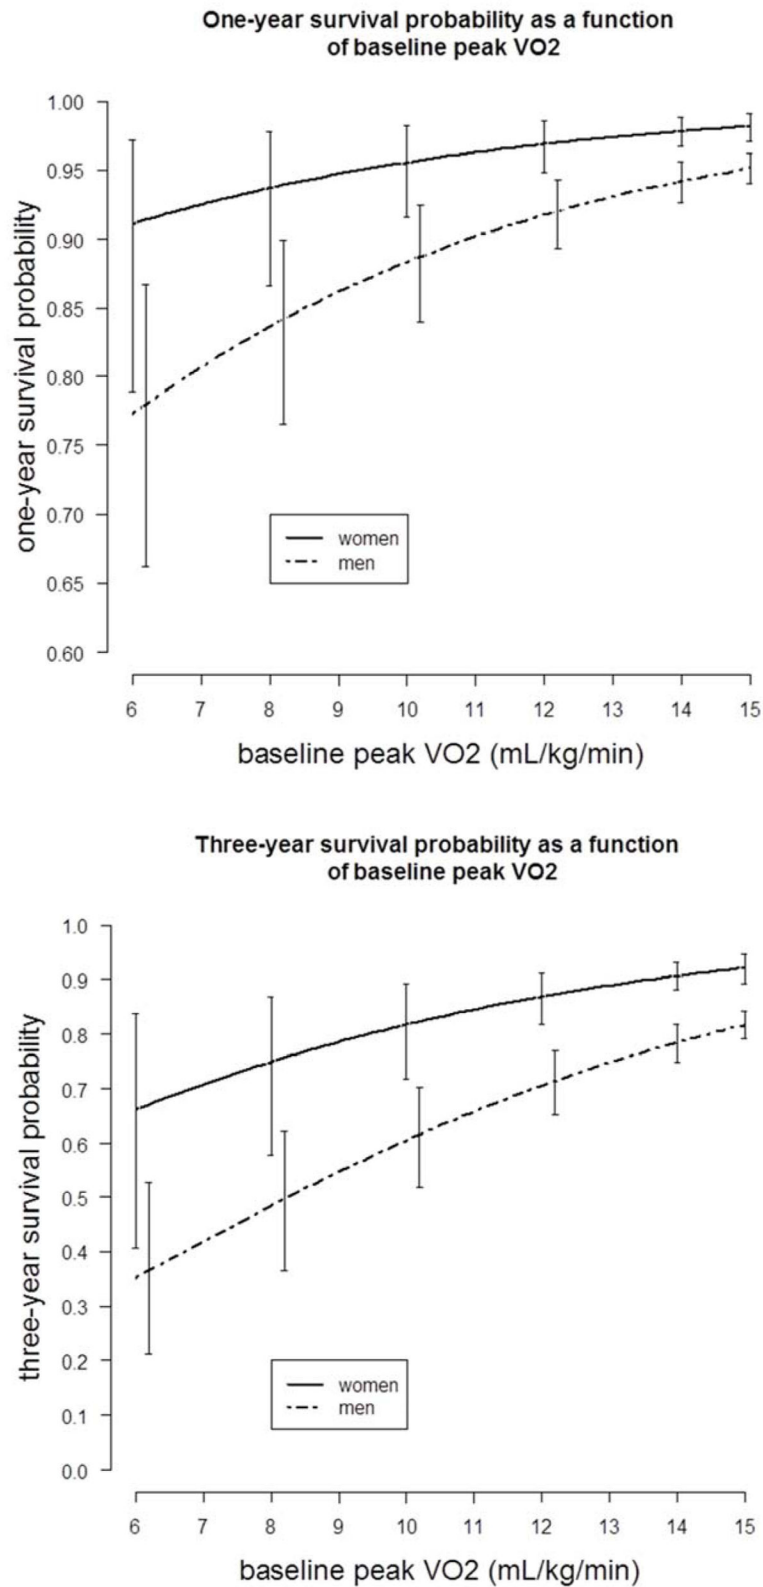 One-year survival probability as a function
of baseline peak VO2
one-year survival probability
1.00
0.95
0.90
0.85
0.80
0.75
0.70
0.65
0.60
women
men
6 7 8 9 10 11 12 13 14 15
baseline peak VO2 (mL/kg/min)
Three-year survival probability as a function
of baseline peak VO2
three-year survival probability
1.0
0.9
0.8
0.7
0.6
0.5
0.4
0.3
0.2
0.1
0.0
women
men
6 7 8 9 10 11 12 13 14 15
baseline peak VO2 (mL/kg/min)